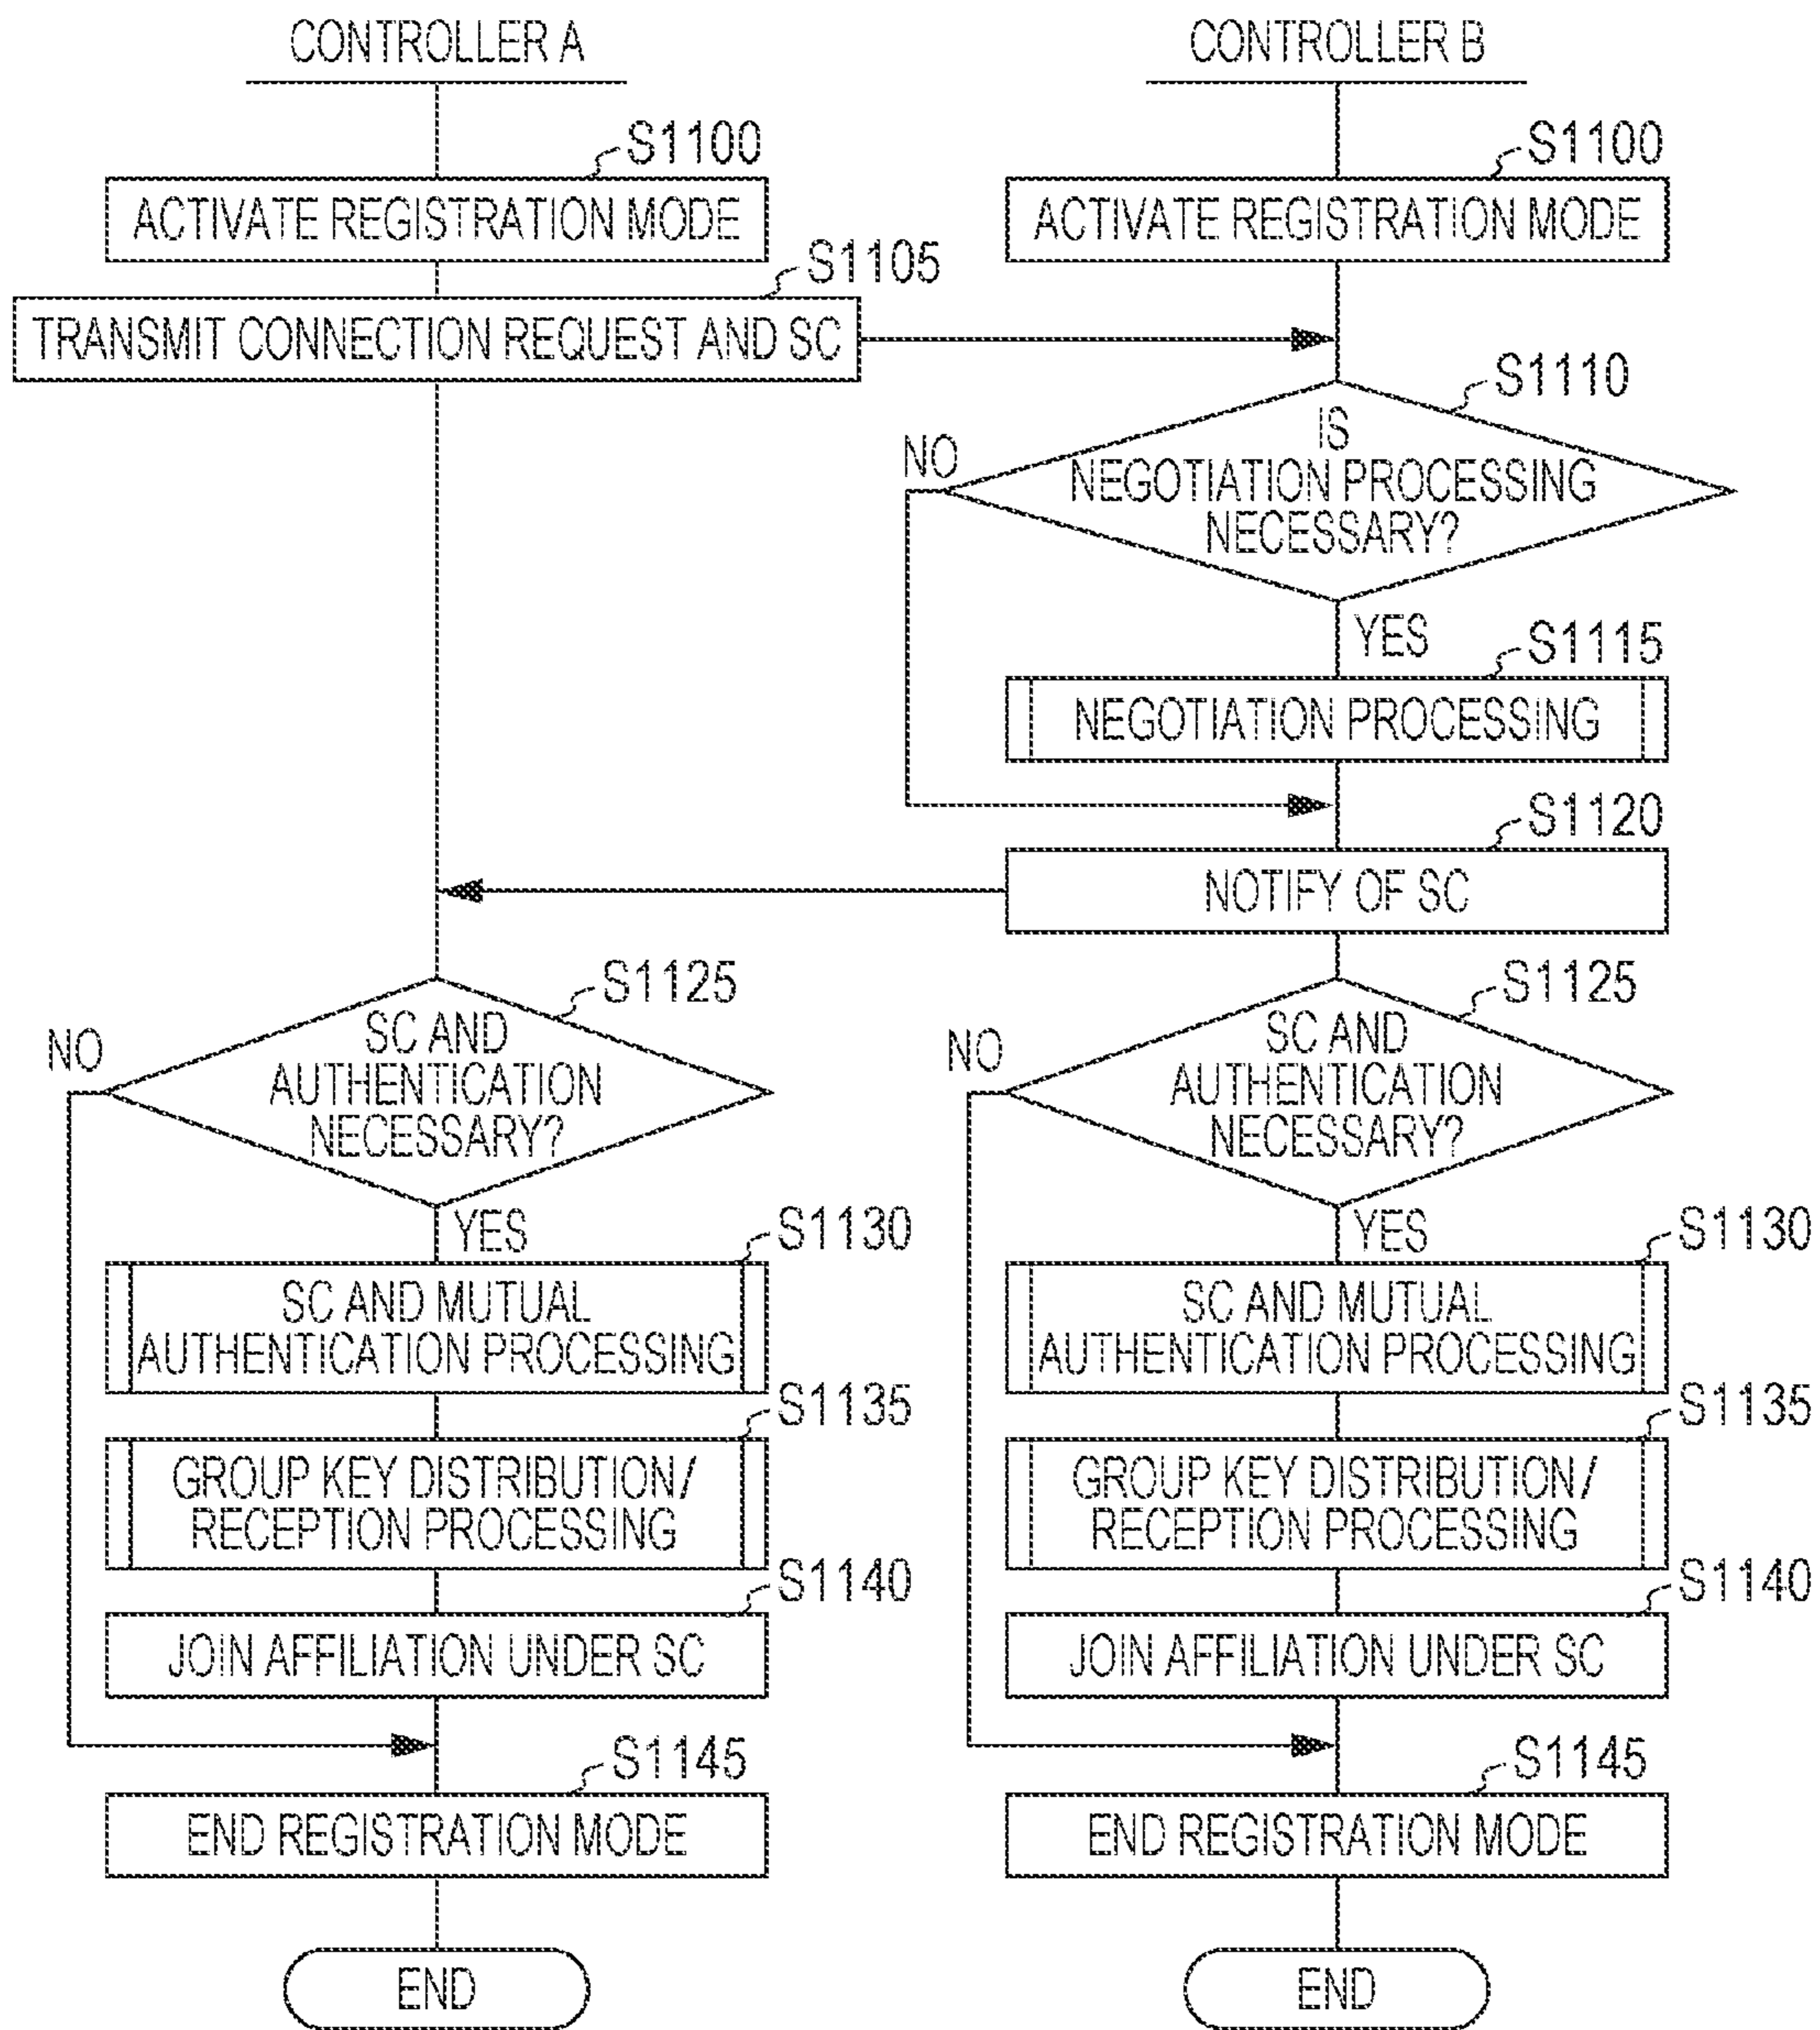 CONTROLLER A
CONTROLLER B
S1100
S1100
ACTIVATE REGISTRATION MODE
ACTIVATE REGISTRATION MODE
S1105
TRANSMIT CONNECTION REQUEST AND SC
S1110
IS
NEGOTIATION PROCESSING
NECESSARY?
NO
YES
S1115
NEGOTIATION PROCESSING
S1120
NOTIFY OF SC
S1125
SC AND
AUTHENTICATION
NECESSARY?
NO
YES
S1125
SC AND
AUTHENTICATION
NECESSARY?
NO
YES
S1130
SC AND MUTUAL
AUTHENTICATION PROCESSING
S1130
SC AND MUTUAL
AUTHENTICATION PROCESSING
S1135
GROUP KEY DISTRIBUTION/
RECEPTION PROCESSING
S1135
GROUP KEY DISTRIBUTION/
RECEPTION PROCESSING
S1140
JOIN AFFILIATION UNDER SC
S1140
JOIN AFFILIATION UNDER SC
S1145
END REGISTRATION MODE
S1145
END REGISTRATION MODE
END
END